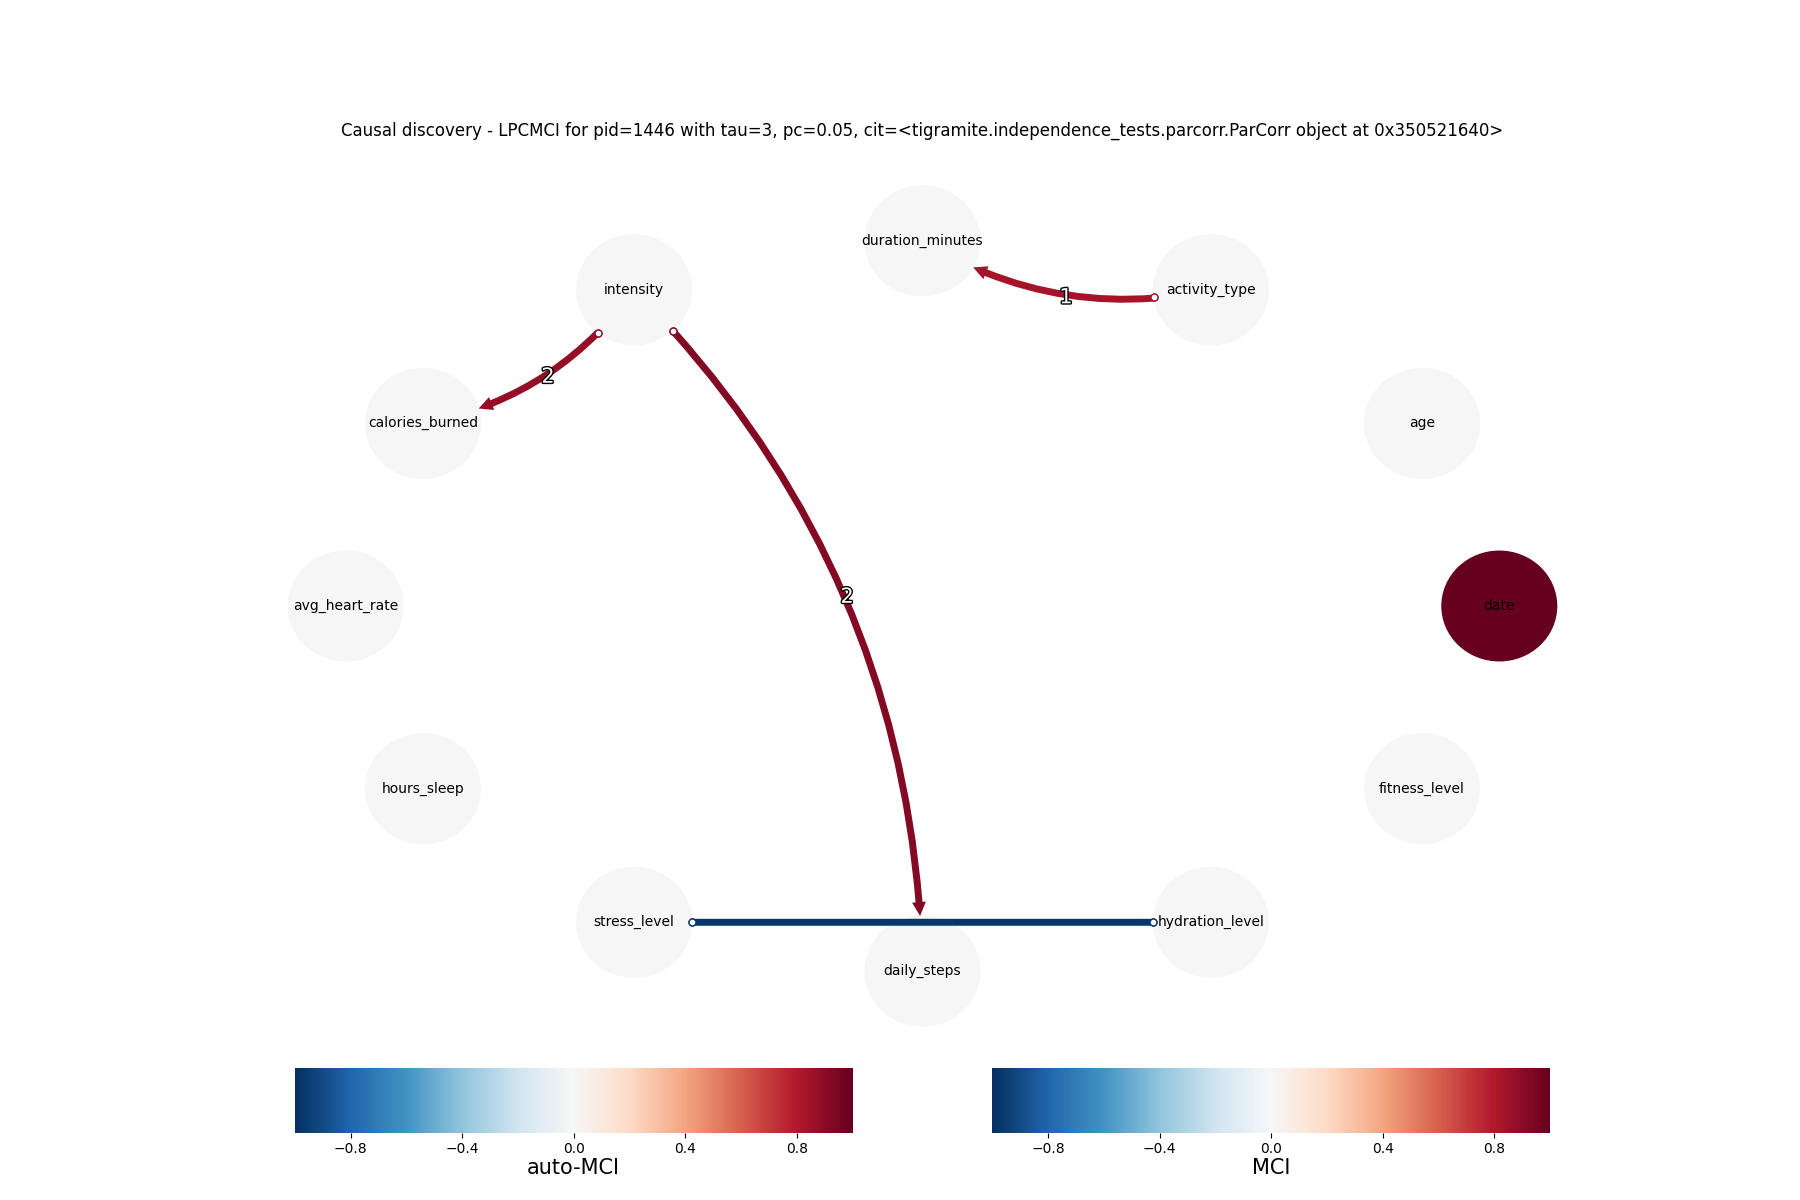 Causal discovery - LPCMCI for pid=1446 with tau=3, pc=0.05, cit=<tigramite.independence_tests.parcorr.ParCorr object at 0x350521640>
duration_minutes
intensity
activity_type
1
2
calories_burned
age
2
avg_heart_rate
date
hours_sleep
fitness_level
stress_level
hydration_level
daily_steps
−0.8 −0.4 0.0 0.4 0.8
auto-MCI
−0.8 −0.4 0.0 0.4 0.8
MCI